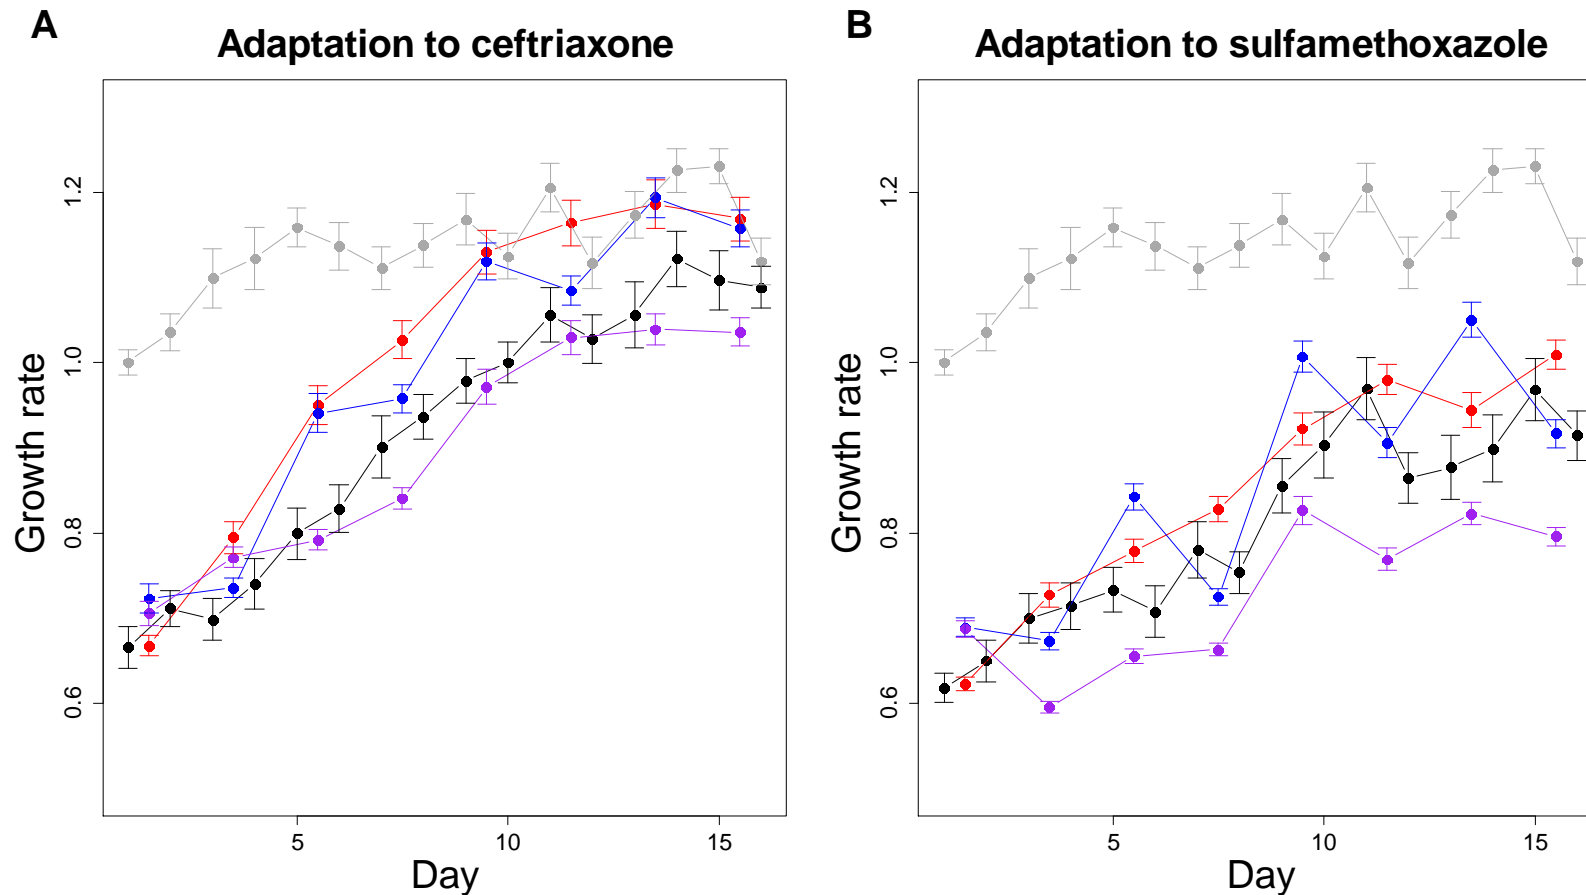 A
Adaptation to ceftriaxone
Growth rate
0.6
0.8
1.0
1.2
5
10
15
Day
B
Adaptation to sulfamethoxazole
Growth rate
0.6
0.8
1.0
1.2
5
10
15
Day